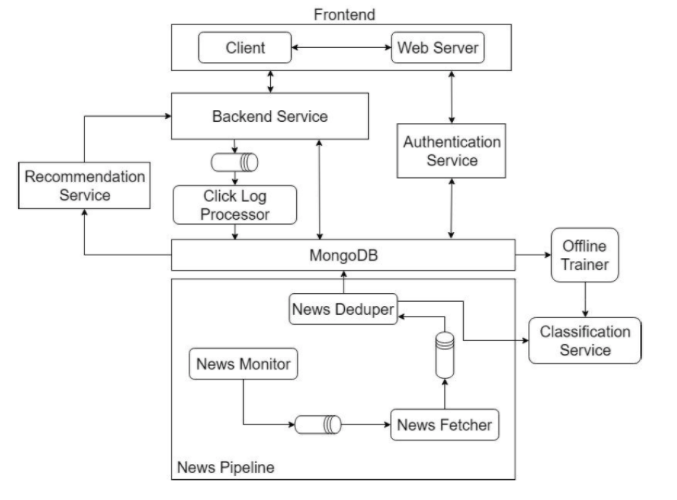 Frontend
Client
Web Server
Backend Service
Authentication
Service
Recommendation
Service
Click Log
Processor
MongoDB
Offline
Trainer
News Deduper
Classification
Service
News Monitor
News Fetcher
News Pipeline